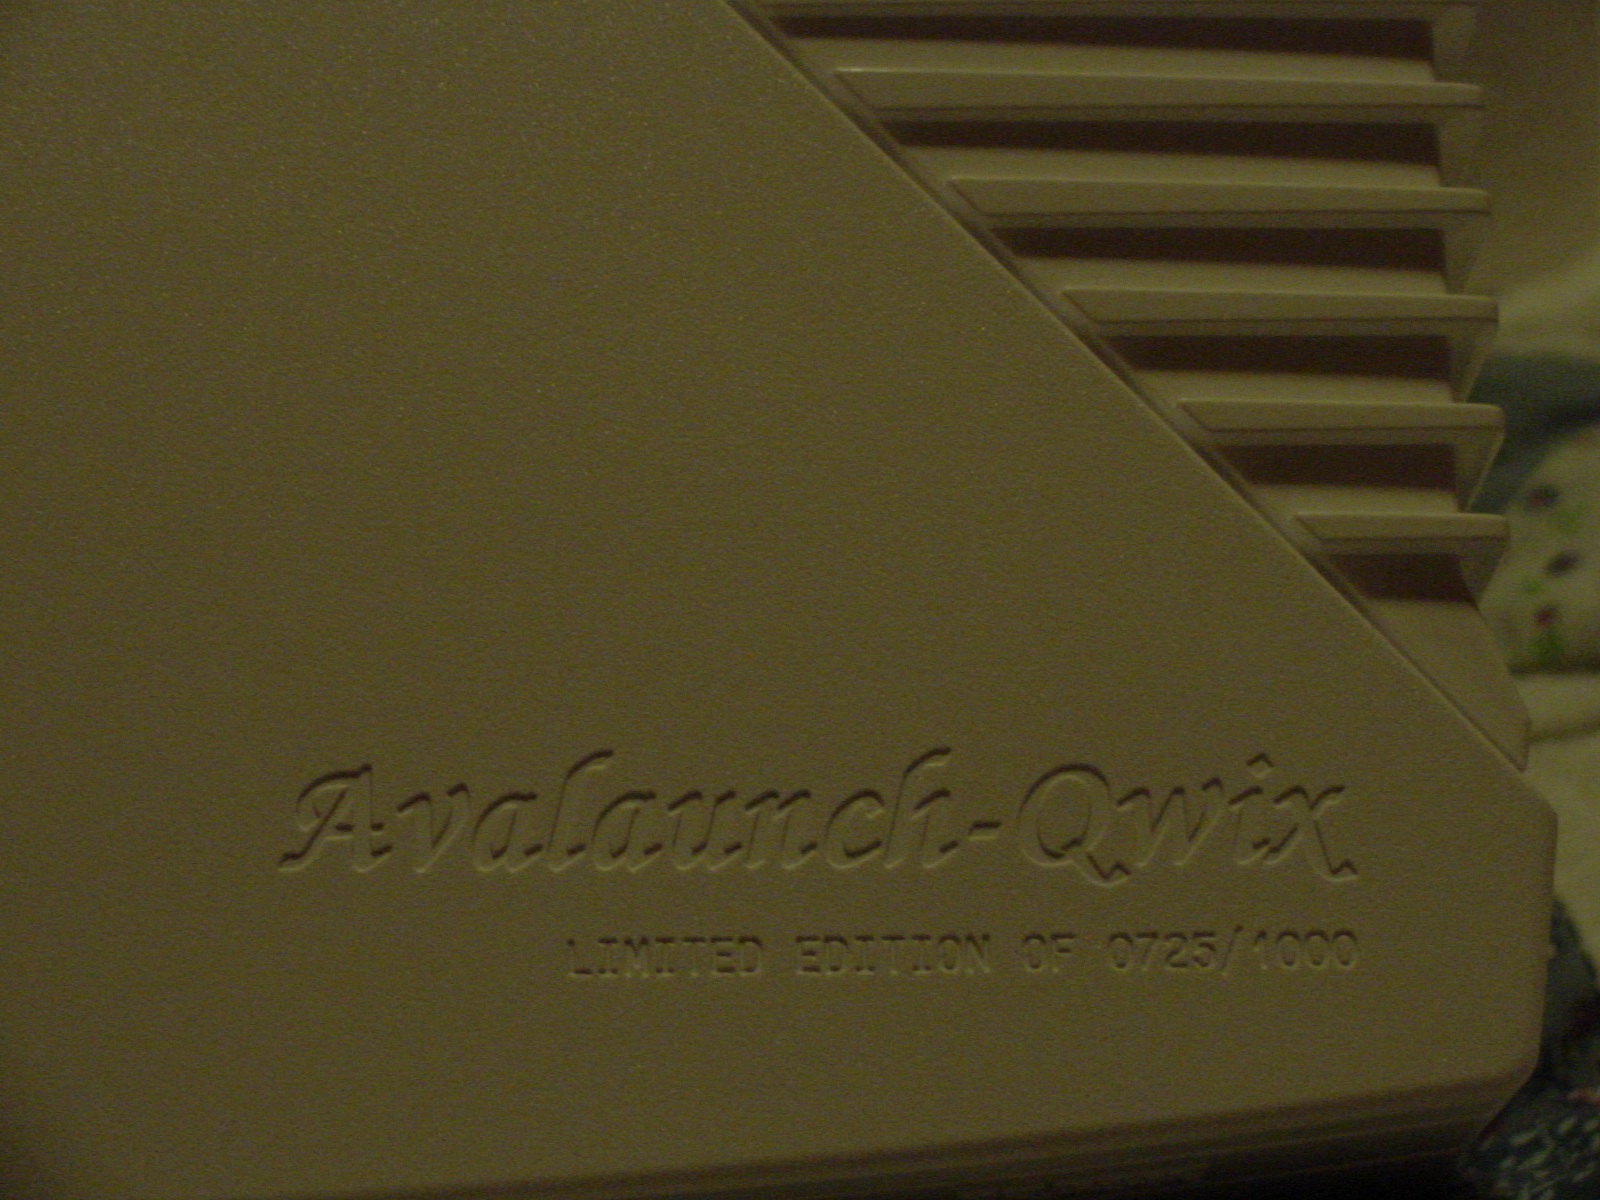 Avalaunch-Qwix
LIMITED EDITION OF 0725/1000